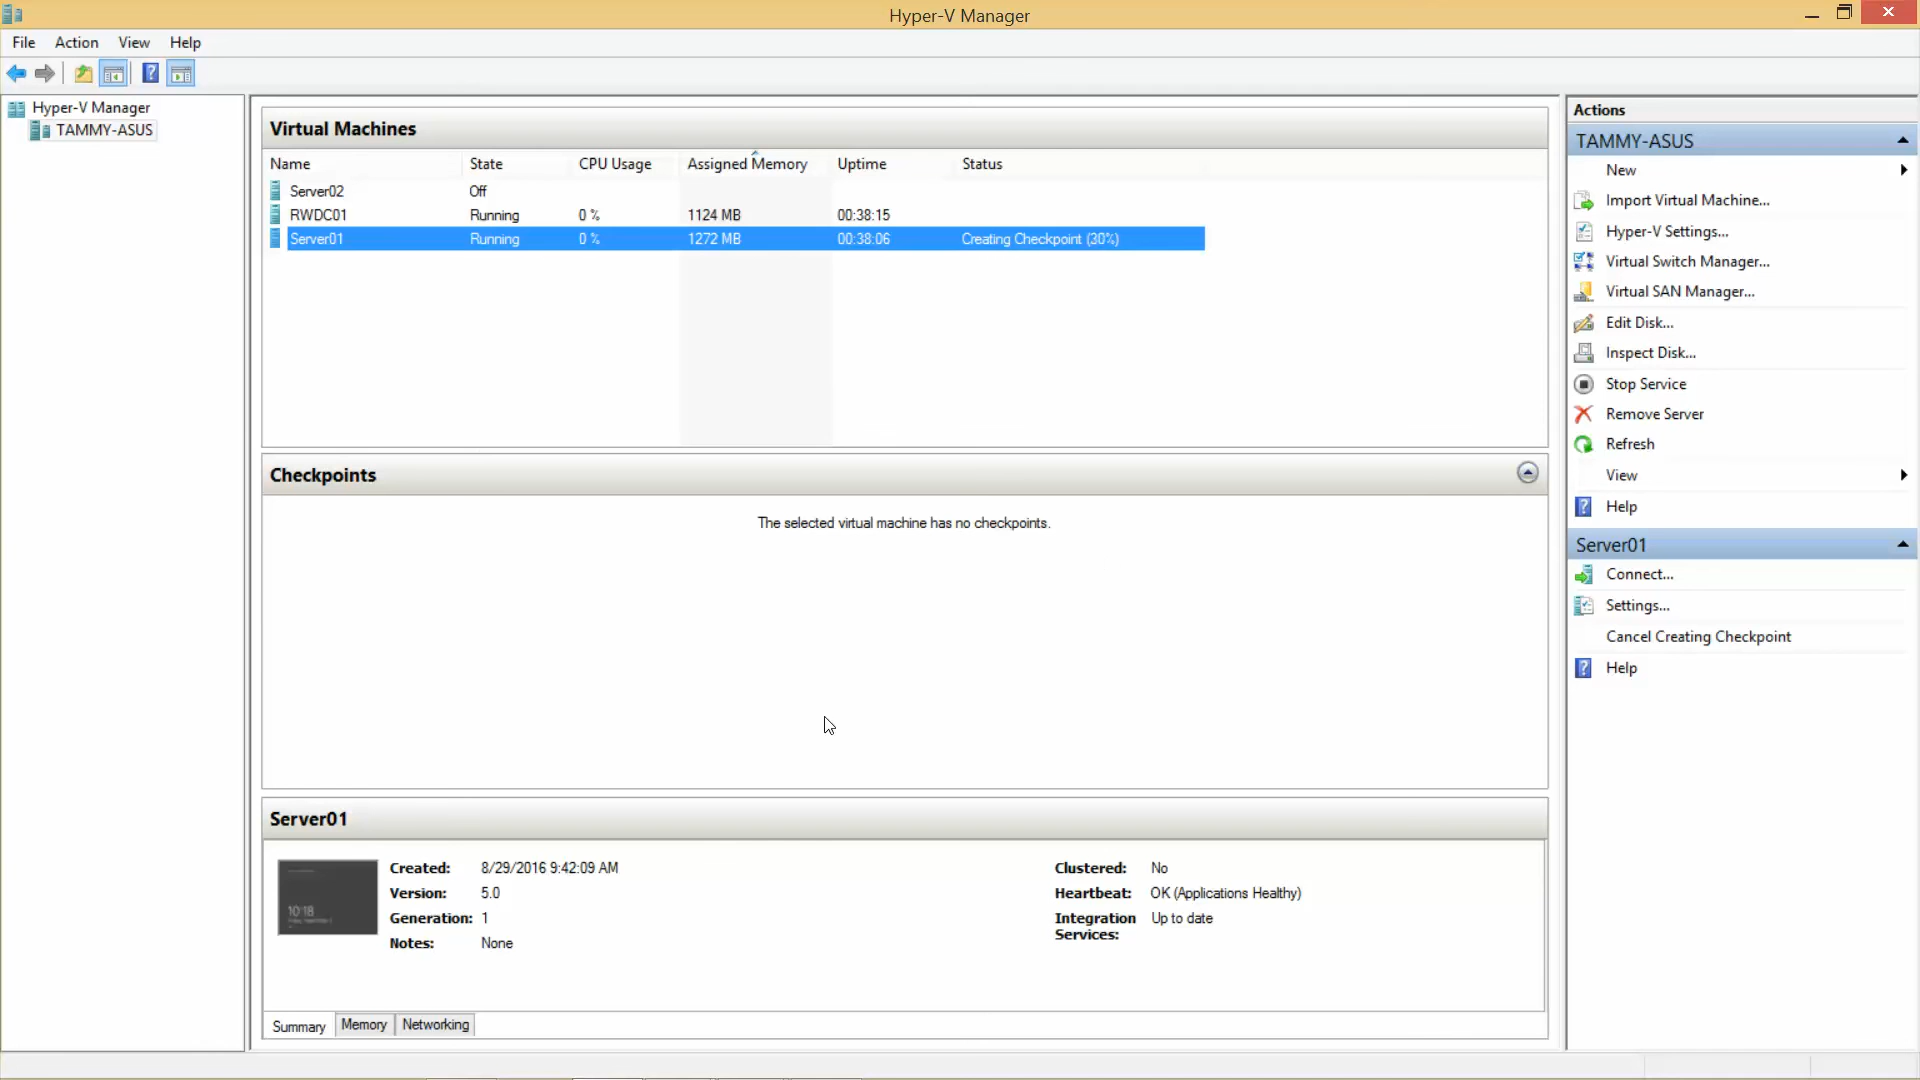 Hyper-V Manager
File Action View Help
Hyper-V Manager
TAMMY-ASUS
Virtual Machines
Name State CPU Usage Assigned Memory Uptime Status
Server02 Off
RWDC01 Running 0 % 1124 MB 00:38:15
Server01 Running 0 % 1272 MB 00:38:06 Creating Checkpoint (30%)
Checkpoints
The selected virtual machine has no checkpoints.
Server01
10:18
Created: 8/29/2016 9:42:09 AM
Version: 5.0
Generation: 1
Notes: None
Clustered: No
Heartbeat: OK (Applications Healthy)
Integration Services: Up to date
Summary Memory Networking
Actions
TAMMY-ASUS
New
Import Virtual Machine...
Hyper-V Settings...
Virtual Switch Manager...
Virtual SAN Manager...
Edit Disk...
Inspect Disk...
Stop Service
Remove Server
Refresh
View
Help
Server01
Connect...
Settings...
Cancel Creating Checkpoint
Help